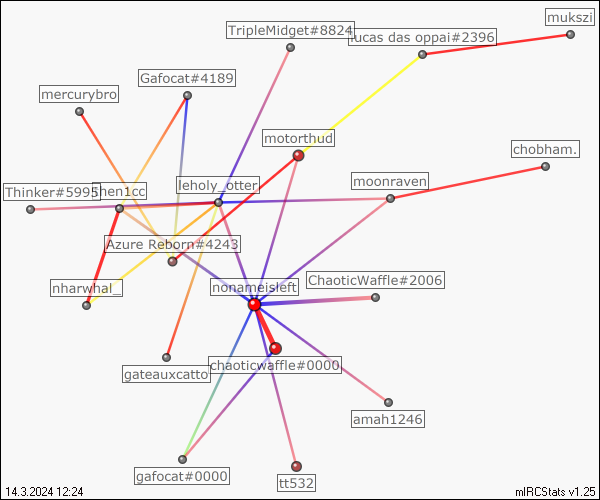 mukszi
TripleMidget#8824
lucas das oppai#2396
Gafocat#4189
mercurybro
motorthud
chobham.
moonraven
leholy_otter
Thinker#5995
Azure Reborn#4243
ChaoticWaffle#2006
nonameisleft
nharwhal_
chaoticwaffle#0000
gateauxcatto
amah1246
gafocat#0000
tt532
14.3.2024 12:24
mIRCStats v1.25